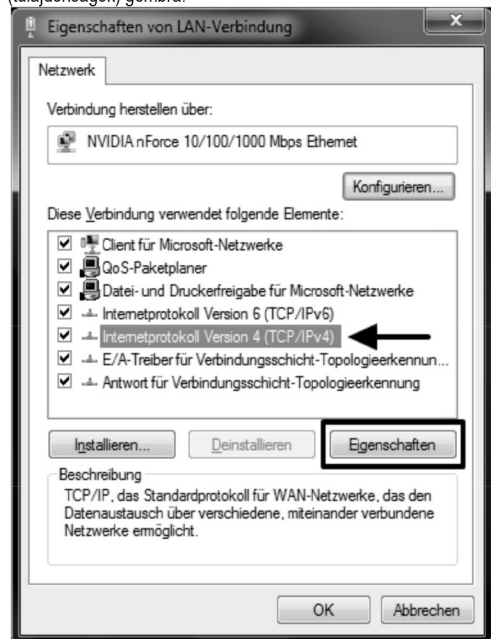 (tulajdonságok) gombra.
Eigenschaften von LAN-Verbindung
Netzwerk
Verbindung herstellen über:
NVIDIA nForce 10/100/1000 Mbps Ethernet
Konfigurieren...
Diese Verbindung verwendet folgende Elemente:
Client für Microsoft-Netzwerke
QoS-Paketplaner
Datei- und Druckerfreigabe für Microsoft-Netzwerke
Internetprotokoll Version 6 (TCP/IPv6)
Internetprotokoll Version 4 (TCP/IPv4)
E/A-Treiber für Verbindungsschicht-Topologieerkennun...
Antwort für Verbindungsschicht-Topologieerkennung
Installieren... Deinstallieren Eigenschaften
Beschreibung
TCP/IP, das Standardprotokoll für WAN-Netzwerke, das den
Datenaustausch über verschiedene, miteinander verbundene
Netzwerke ermöglicht.
OK Abbrechen